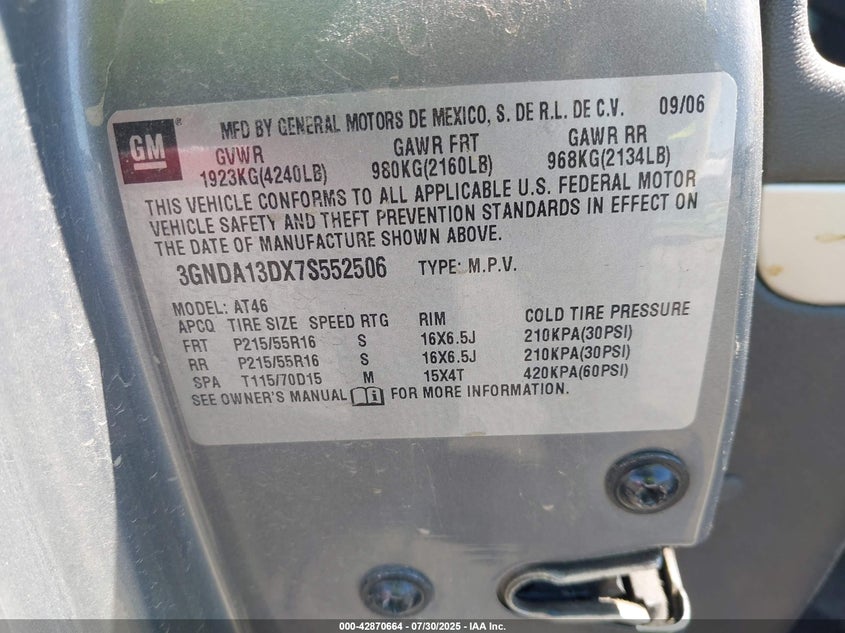 GM
MFD BY GENERAL MOTORS DE MEXICO, S. DE R.L. DE C.V. 09/06
GVWR GAWR FRT GAWR RR
1923KG(4240LB) 980KG(2160LB) 968KG(2134LB)
THIS VEHICLE CONFORMS TO ALL APPLICABLE U.S. FEDERAL MOTOR
VEHICLE SAFETY AND THEFT PREVENTION STANDARDS IN EFFECT ON
THE DATE OF MANUFACTURE SHOWN ABOVE.
3GNDA13DX7S552506 TYPE: M.P.V.
MODEL: AT46
APCQ TIRE SIZE SPEED RTG RIM COLD TIRE PRESSURE
FRT P215/55R16 S 16X6.5J 210KPA(30PSI)
RR P215/55R16 S 16X6.5J 210KPA(30PSI)
SPA T115/70D15 M 15X4T 420KPA(60PSI)
SEE OWNER'S MANUAL FOR MORE INFORMATION.
000-42870664 - 07/30/2025 - IAA Inc.